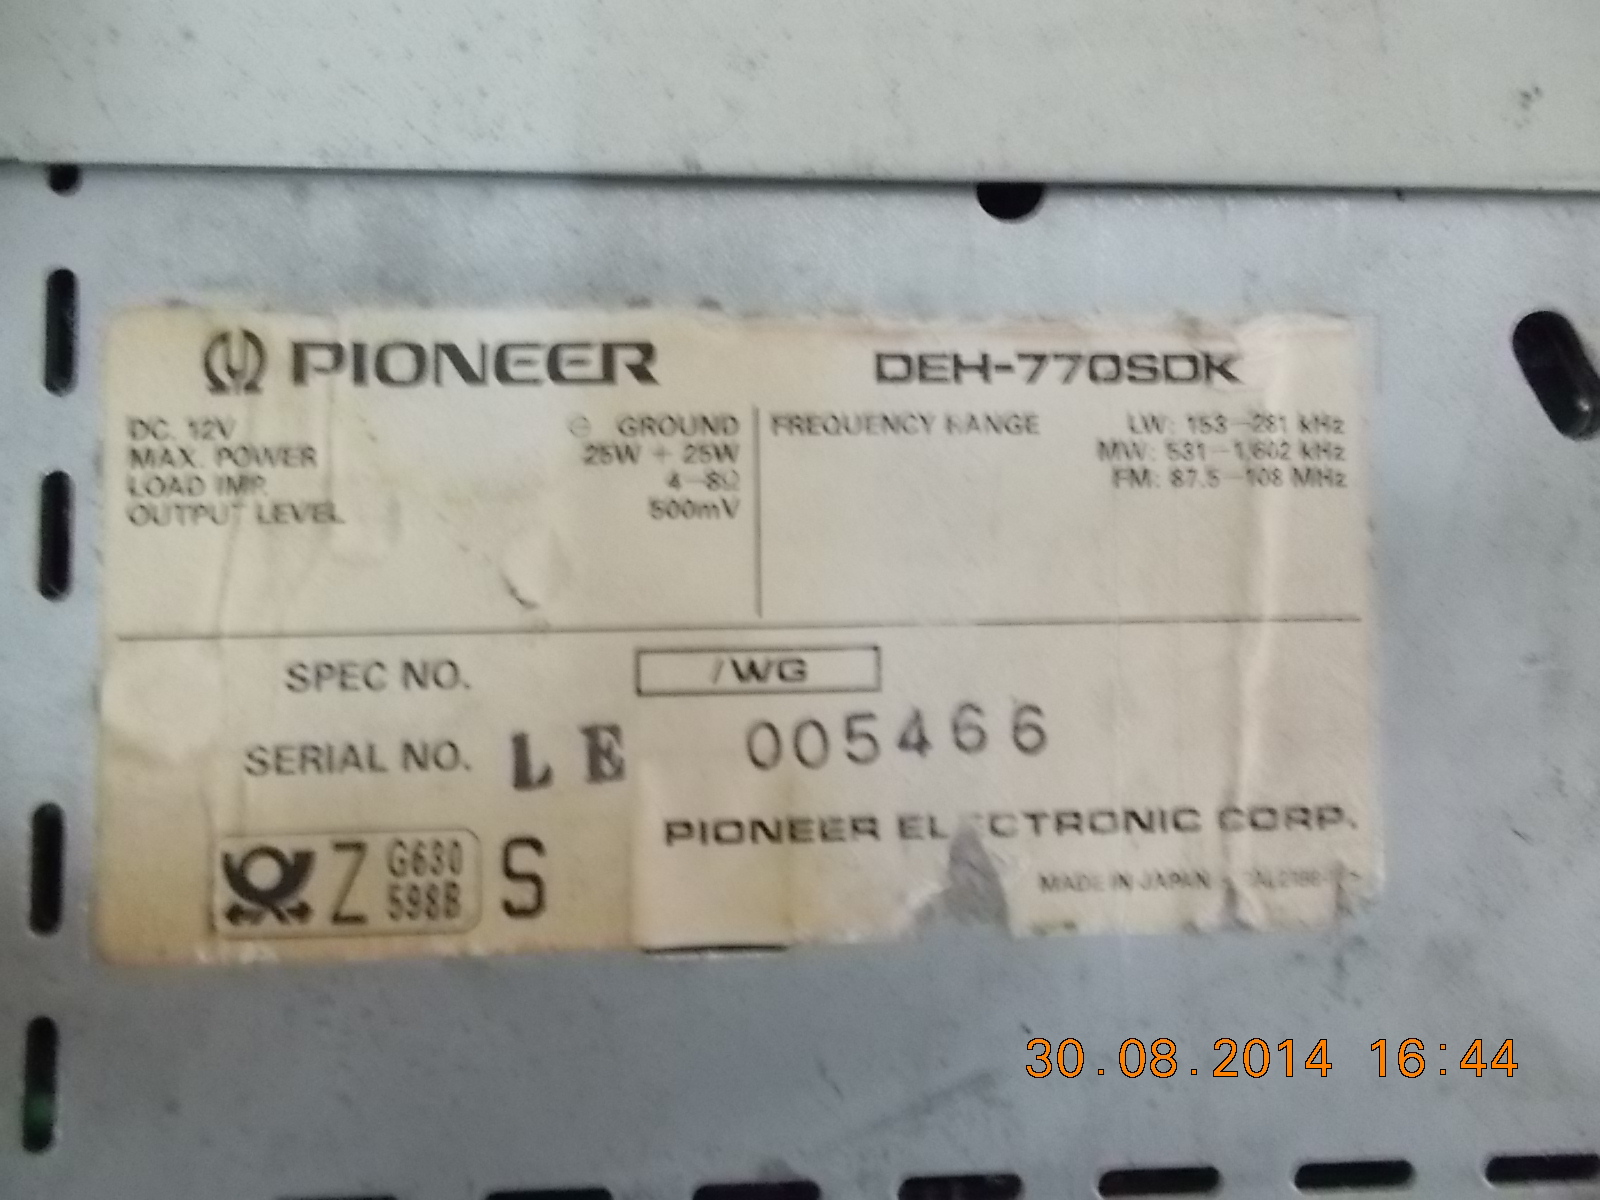 PIONEER DEH-770SDK
DC. 12V ⊖ GROUND
MAX. POWER 25W + 25W
LOAD IMP. 4–8Ω
OUTPUT LEVEL 500mV
FREQUENCY RANGE LW: 153–281 kHz
MW: 531–1,602 kHz
FM: 87.5–108 MHz
SPEC NO. /WG
SERIAL NO. LE 005466
Z G630 598B S
PIONEER ELECTRONIC CORP.
MADE IN JAPAN
30.08.2014 16:44